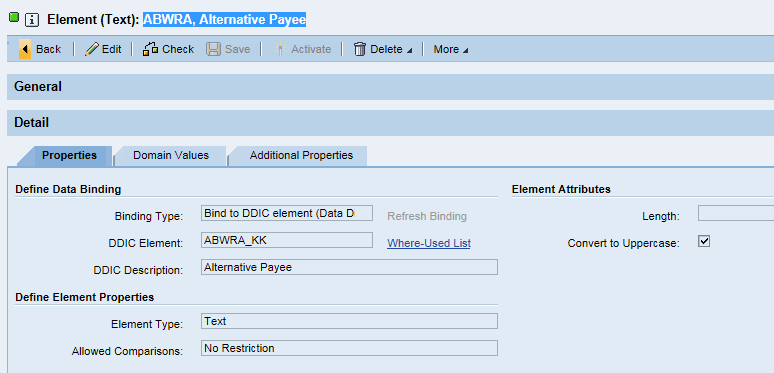 Element (Text): ABWRA, Alternative Payee
Back Edit Check Save Activate Delete More
General
Detail
Properties Domain Values Additional Properties
Define Data Binding Element Attributes
Binding Type: Bind to DDIC element (Data D Refresh Binding Length:
DDIC Element: ABWRA_KK Where-Used List Convert to Uppercase:
DDIC Description: Alternative Payee
Define Element Properties
Element Type: Text
Allowed Comparisons: No Restriction